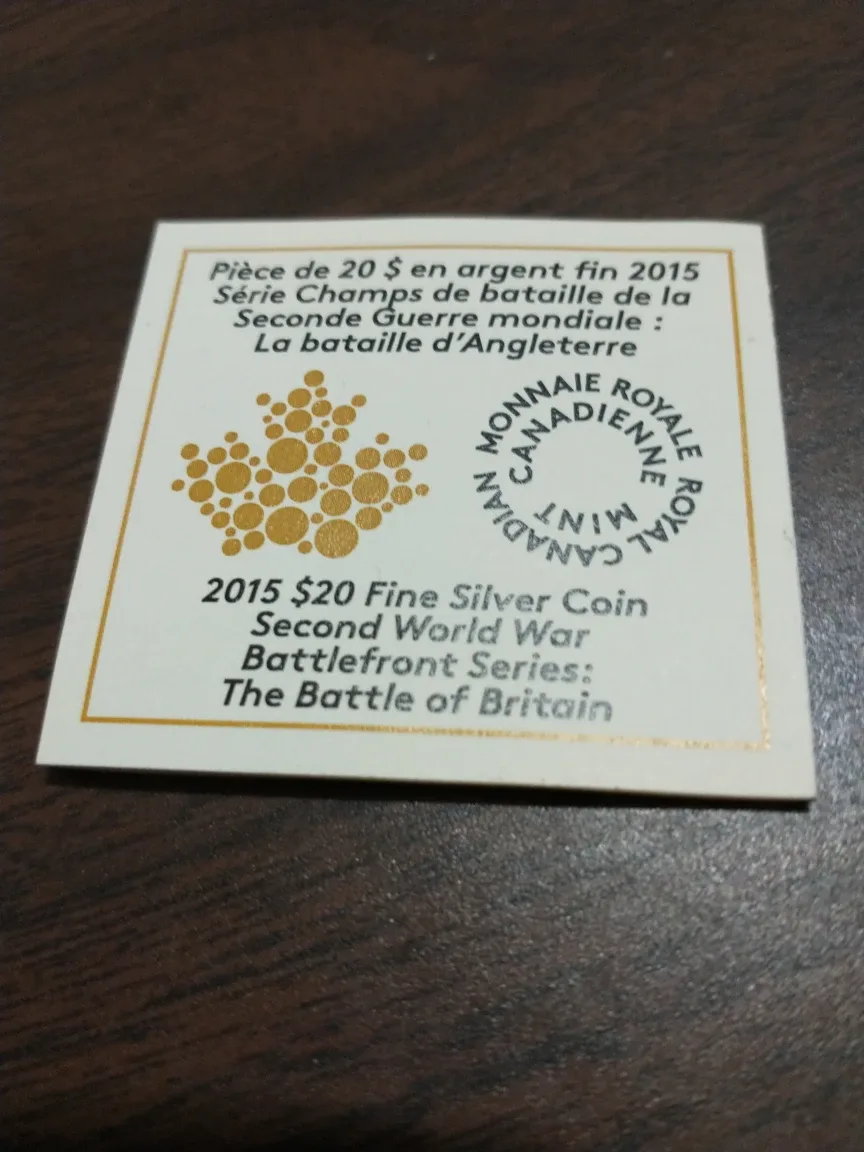 Pièce de 20 $ en argent fin 2015
Série Champs de bataille de la
Seconde Guerre mondiale :
La bataille d'Angleterre
MONNAIE ROYALE
CANADIENNE
ROYAL CANADIAN
MINT
2015 $20 Fine Silver Coin
Second World War
Battlefront Series:
The Battle of Britain